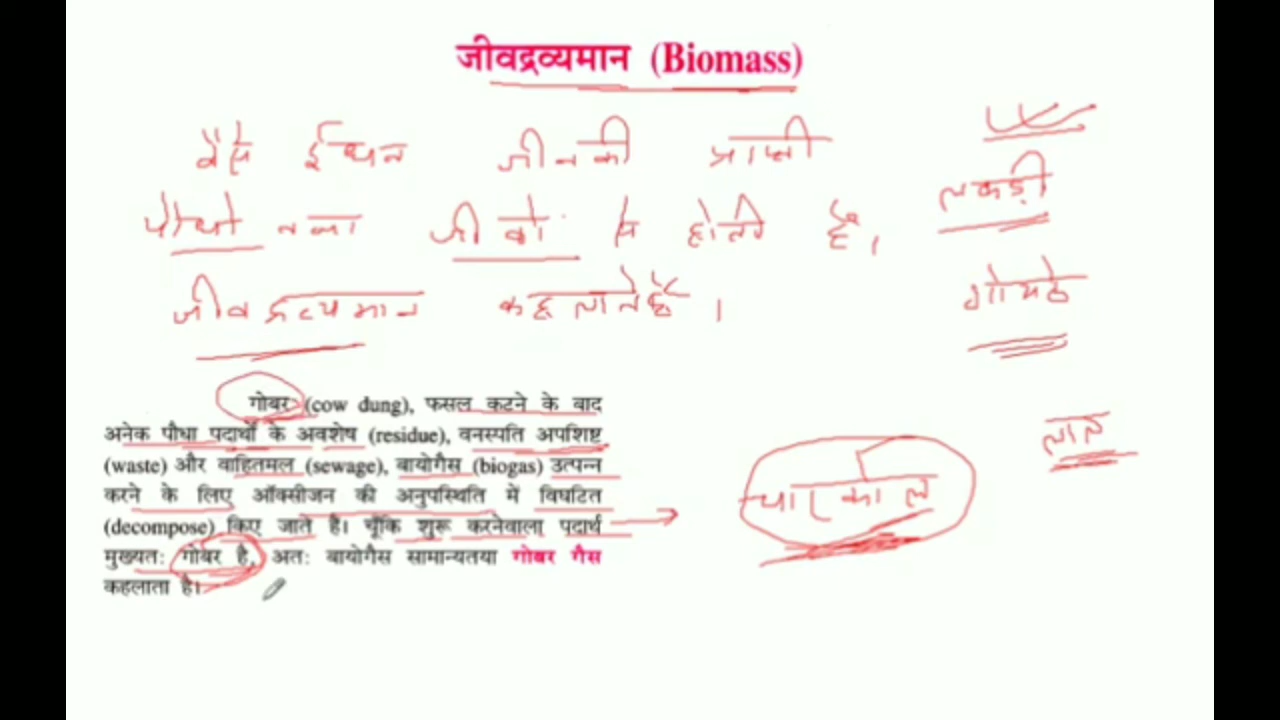 जीवद्रव्यमान (Biomass)
वैसे ईंधन जीनकी प्राप्ती
पौधो तथा जीवों से होती है।
जीवद्रव्यमान कहलाते हैं।
लकड़ी
गोयठे
गोबर (cow dung), फसल कटने के बाद
अनेक पौधा पदार्थों के अवशेष (residue), वनस्पति अपशिष्ट
(waste) और वाहितमल (sewage), बायोगैस (biogas) उत्पन्न
करने के लिए ऑक्सीजन की अनुपस्थिति में विघटित
(decompose) किए जाते है। चूँकि शुरू करनेवाला पदार्थ
मुख्यतः गोबर है, अतः बायोगैस सामान्यतया गोबर गैस
कहलाता है।
चारकोल